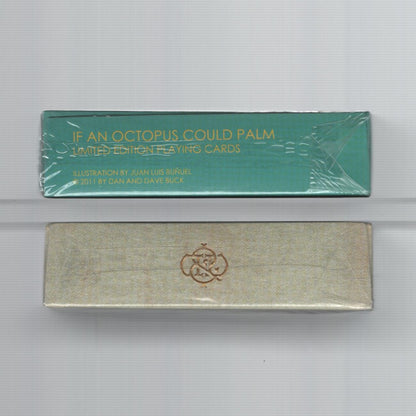 IF AN OCTOPUS COULD PALM
LIMITED EDITION PLAYING CARDS
ILLUSTRATION BY JUAN LUIS BUÑUEL
© 2011 BY DAN AND DAVE BUCK